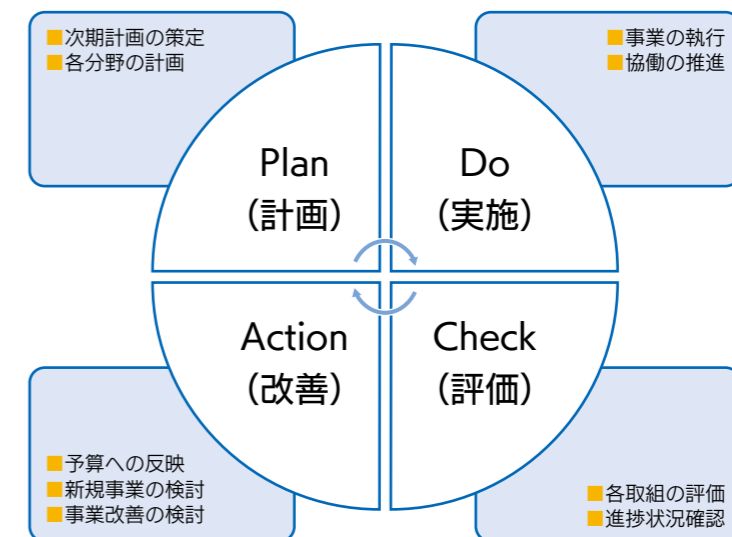 ■次期計画の策定
■各分野の計画
■事業の執行
■協働の推進
Plan
（計画）
Do
（実施）
Action
（改善）
Check
（評価）
■予算への反映
■新規事業の検討
■事業改善の検討
■各取組の評価
■進捗状況確認